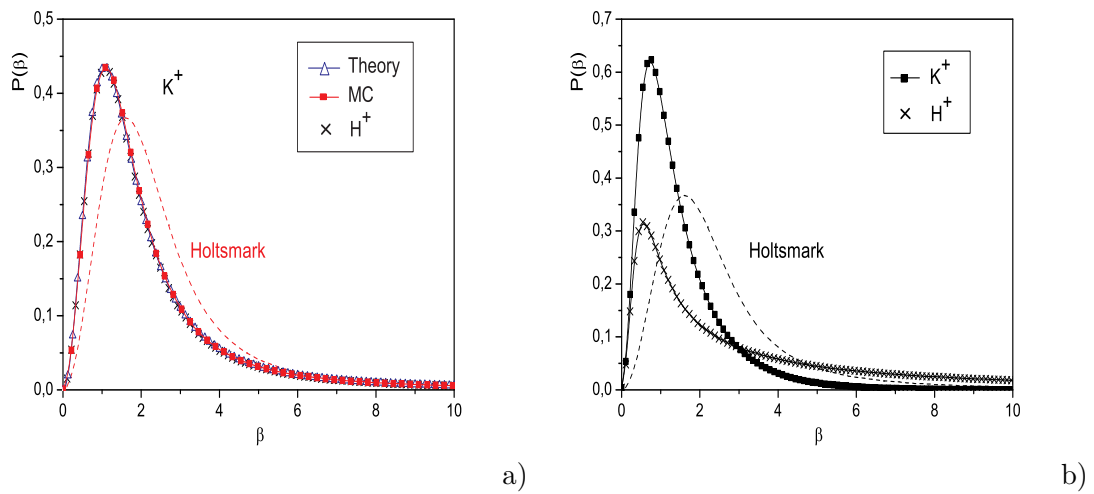 0,5
0,4
0,3
0,2
0,1
0,0
P(β)
K+
Theory
MC
H+
Holtsmark
0 2 4 6 8 10
β
a)
0,7
0,6
0,5
0,4
0,3
0,2
0,1
0,0
P(β)
K+
H+
Holtsmark
0 2 4 6 8 10
β
b)